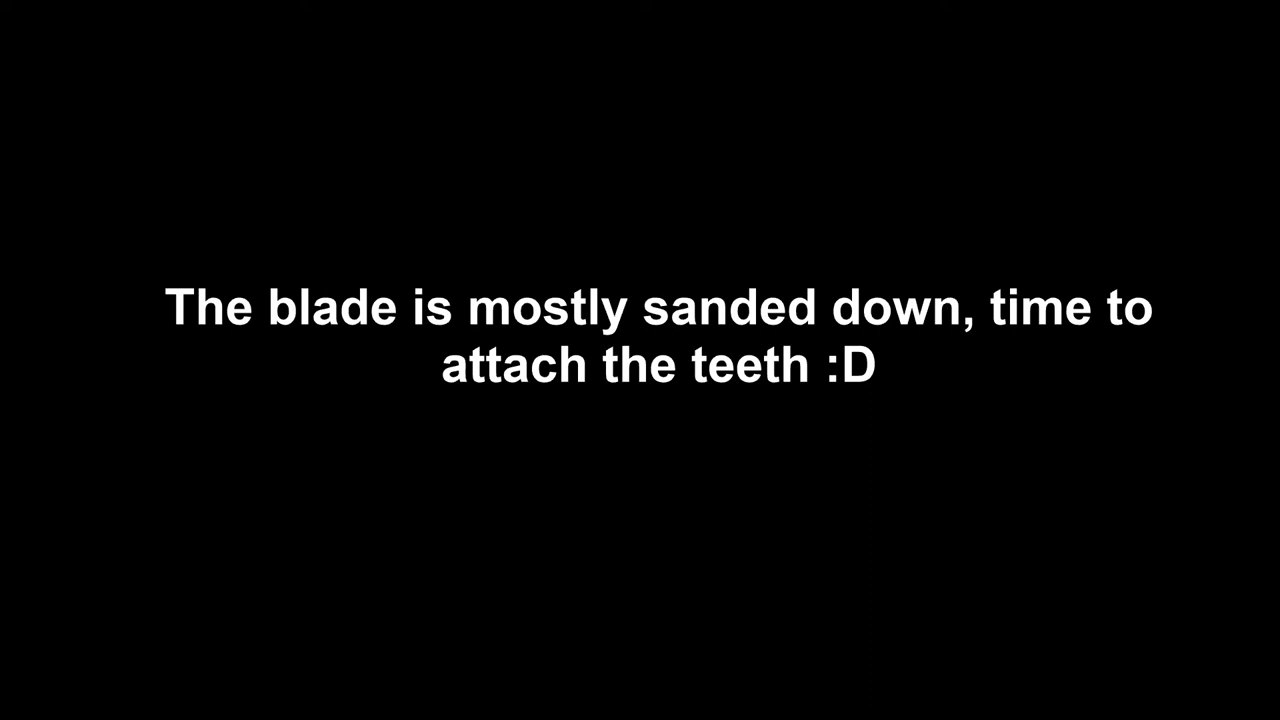 The blade is mostly sanded down, time to
attach the teeth :D